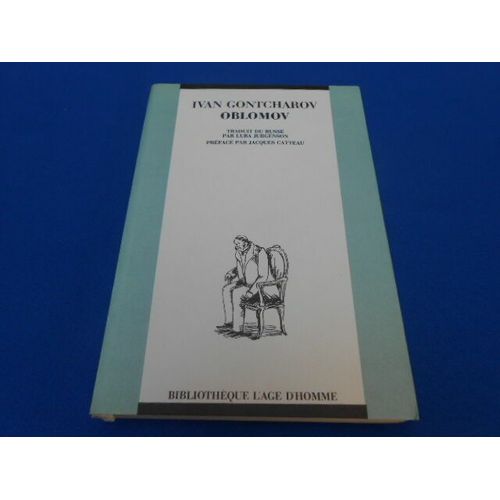 IVAN GONTCHAROV
OBLOMOV
TRADUIT DU RUSSE
PAR LUBA JURGENSON
PRÉFACE PAR JACQUES CATTEAU
BIBLIOTHÈQUE L'AGE D'HOMME